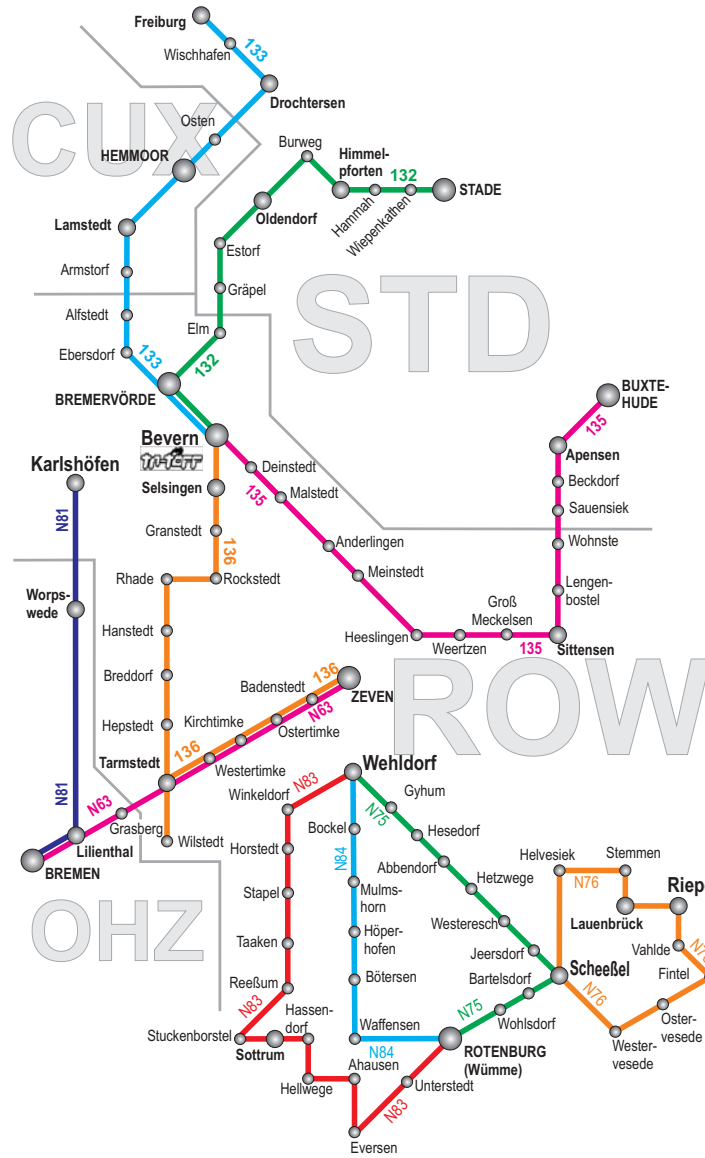 Freiburg
Wischhafen
133
Drochtersen
CUX
Osten
HEMMOOR
Burweg
Himmel-
pforten
132
STADE
Hammah
Wiepenkathen
Oldendorf
Lamstedt
Estorf
Armstorf
Gräpel
STD
Alfstedt
Elm
Ebersdorf
133
132
BREMERVÖRDE
BUXTE-
HUDE
135
Bevern
Apensen
Karlshöfen
Deinstedt
Beckdorf
Selsingen
135
Malstedt
Sauensiek
N81
Granstedt
Anderlingen
Wohnste
136
Rhade
Rockstedt
Meinstedt
Lengen-
bostel
Worps-
wede
Groß
Meckelsen
Hanstedt
Heeslingen
Weertzen
135
Sittensen
ROW
Breddorf
Badenstedt
136
ZEVEN
Hepstedt
Kirchtimke
N63
Ostertimke
Tarmstedt
136
Westertimke
Wehldorf
N81
N63
N83
Winkeldorf
Gyhum
Grasberg
N75
Lilienthal
Wilstedt
Bockel
Hesedorf
BREMEN
Horstedt
N84
Abbendorf
Helvesiek
Stemmen
OHZ
Stapel
Mulms-
horn
Hetzwege
N76
Riep
Lauenbrück
Westeresch
Taaken
Höper-
hofen
Jeersdorf
Vahlde
N76
Scheeßel
Fintel
Reeßum
Bötersen
Bartelsdorf
N83
Hassen-
dorf
N75
Wohlsdorf
N76
Oster-
vesede
Stuckenborstel
Sottrum
Waffensen
N84
ROTENBURG
(Wümme)
Wester-
vesede
Ahausen
Hellwege
Unterstedt
N83
Eversen